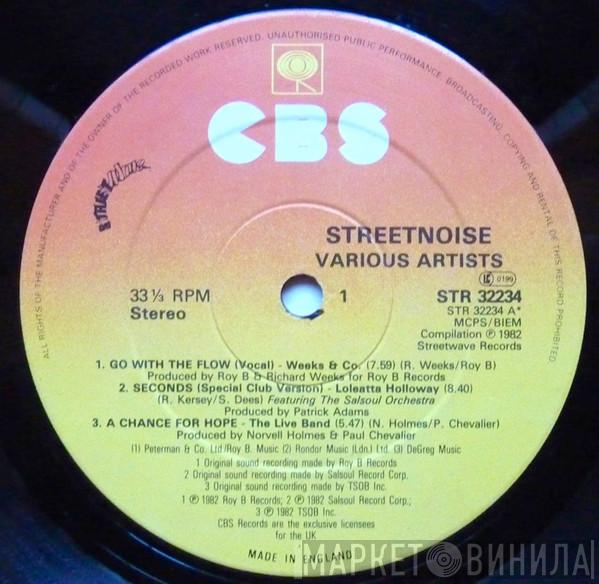 ALL RIGHTS OF THE MANUFACTURER AND OF THE OWNER OF THE RECORDED WORK RESERVED. UNAUTHORISED PUBLIC PERFORMANCE, BROADCASTING, COPYING AND RENTAL OF THIS RECORD PROHIBITED
CBS
STREETNOISE
VARIOUS ARTISTS
LC 0199
33⅓ RPM
Stereo
1
STR 32234
STR 32234 A*
MCPS/BIEM
Compilation ℗ 1982
Streetwave Records
1. GO WITH THE FLOW (Vocal) - Weeks & Co. (7.59) (R. Weeks/Roy B)
Produced by Roy B & Richard Weeks for Roy B Records
2. SECONDS (Special Club Version) - Loleatta Holloway (8.40)
(R. Kersey/S. Dees) Featuring The Salsoul Orchestra
Produced by Patrick Adams
3. A CHANCE FOR HOPE - The Live Band (5.47) (N. Holmes/P. Chevalier)
Produced by Norvell Holmes & Paul Chevalier
(1) Peterman & Co. Ltd/Roy B. Music (2) Rondor Music (Ldn.) Ltd. (3) DeGreg Music
1 Original sound recording made by Roy B Records
2 Original sound recording made by Salsoul Record Corp.
3 Original sound recording made by TSOB Inc.
1 ℗ 1982 Roy B Records; 2 ℗ 1982 Salsoul Record Corp.;
3 ℗ 1982 TSOB Inc.
CBS Records are the exclusive licensees
for the UK
MADE IN ENGLAND
МАРКЕТ ВИНИЛА